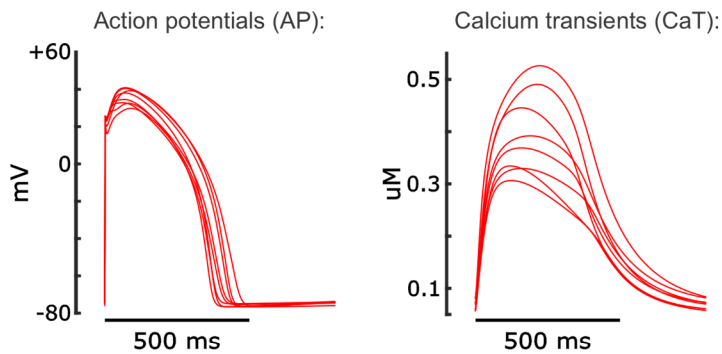 Action potentials (AP):
+60
0
-80
mV
500 ms
Calcium transients (CaT):
0.5
0.3
0.1
uM
500 ms